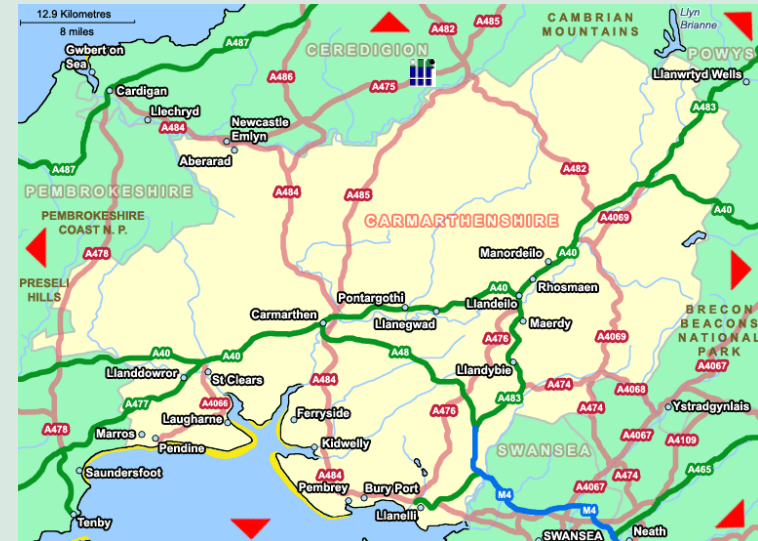 12.9 Kilometres
8 miles
Gwbert on
Sea
Cardigan
Llechryd
A487
CEREDIGION
A482
A485
CAMBRIAN
MOUNTAINS
Llyn
Brianne
POWYS
Llanwrtyd Wells
A486
A475
A483
Newcastle
Emlyn
A484
Aberarad
A487
PEMBROKESHIRE
A484
A485
A482
PEMBROKESHIRE
COAST N. P.
CARMARTHENSHIRE
A4069
A40
A478
PRESELI
HILLS
Manordeilo
A40
Rhosmaen
A40
Pontargothi
Llandeilo
Carmarthen
Llanegwad
Maerdy
BRECON
BEACONS
NATIONAL
PARK
A476
A4069
A40
A40
A48
Llandybie
A4067
Llanddowror
St Clears
A484
A474
A4068
A483
A477
A4066
A476
A474
Ystradgynlais
Laugharne
Ferryside
A478
Marros
Pendine
Kidwelly
A4067
A4109
SWANSEA
A465
Saundersfoot
A484
A474
Pembrey
Bury Port
A4067
M4
Llanelli
M4
Tenby
SWANSEA
Neath